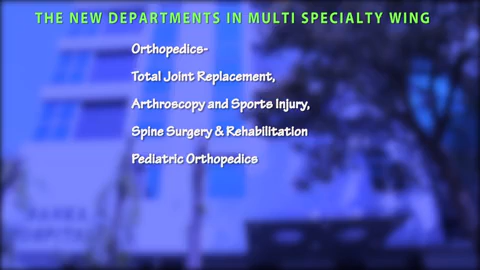 THE NEW DEPARTMENTS IN MULTI SPECIALTY WING
Orthopedics-
Total Joint Replacement,
Arthroscopy and Sports Injury,
Spine Surgery & Rehabilitation
Pediatric Orthopedics